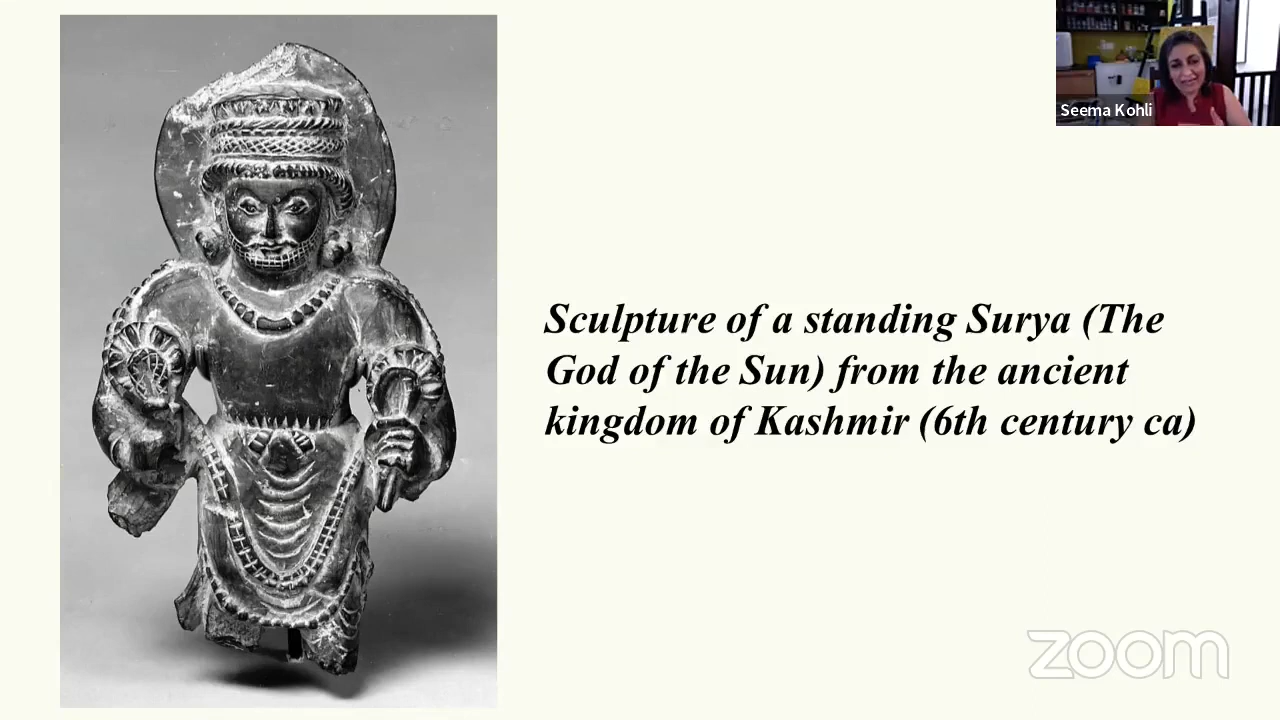 Seema Kohli
Sculpture of a standing Surya (The
God of the Sun) from the ancient
kingdom of Kashmir (6th century ca)
zoom